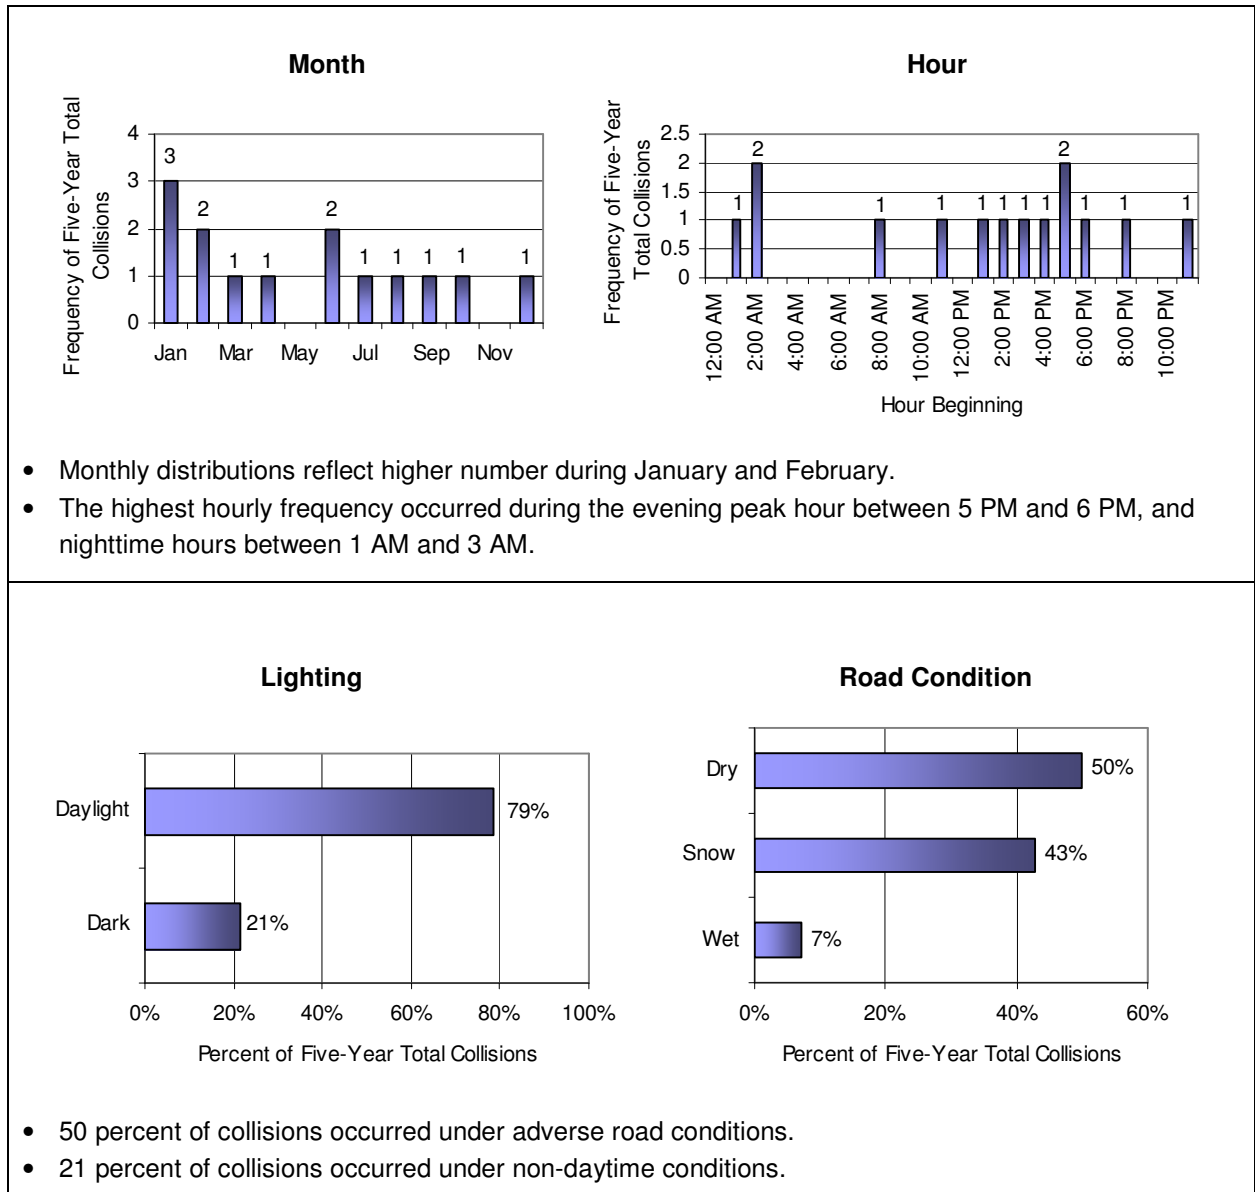 Month
Frequency of Five-Year Total
Collisions
4
3
2
1
0
3
2
1
1
2
1
1
1
1
1
Jan Mar May Jul Sep Nov
Hour
Frequency of Five-Year
Total Collisions
2.5
2
1.5
1
0.5
0
1
2
1
1
1
1
1
1
2
1
1
1
12:00 AM
2:00 AM
4:00 AM
6:00 AM
8:00 AM
10:00 AM
12:00 PM
2:00 PM
4:00 PM
6:00 PM
8:00 PM
10:00 PM
Hour Beginning
• Monthly distributions reflect higher number during January and February.
• The highest hourly frequency occurred during the evening peak hour between 5 PM and 6 PM, and
nighttime hours between 1 AM and 3 AM.
Lighting
Daylight
79%
Dark
21%
0% 20% 40% 60% 80% 100%
Percent of Five-Year Total Collisions
Road Condition
Dry
50%
Snow
43%
Wet
7%
0% 20% 40% 60%
Percent of Five-Year Total Collisions
• 50 percent of collisions occurred under adverse road conditions.
• 21 percent of collisions occurred under non-daytime conditions.